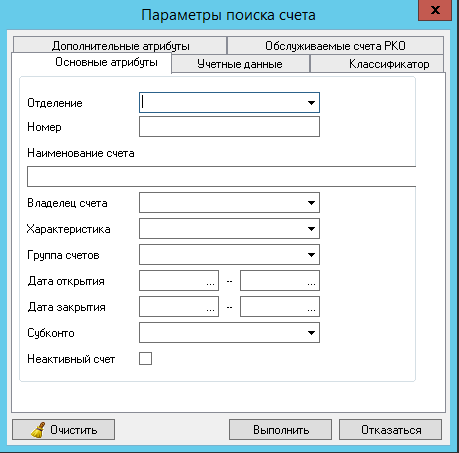 Параметры поиска счета
x
Дополнительные атрибуты Обслуживаемые счета РКО
Основные атрибуты Учетные данные Классификатор
Отделение
Номер
Наименование счета
Владелец счета
Характеристика
Группа счетов
Дата открытия ... -- ...
Дата закрытия ... -- ...
Субконто
Неактивный счет
Очистить Выполнить Отказаться